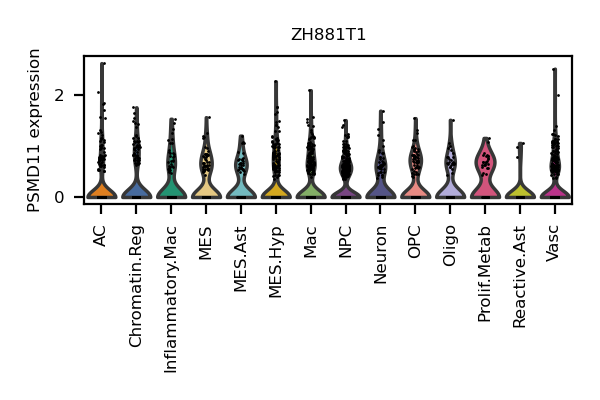 ZH881T1
PSMD11 expression
2
0
AC
Chromatin.Reg
Inflammatory.Mac
MES
MES.Ast
MES.Hyp
Mac
NPC
Neuron
OPC
Oligo
Prolif.Metab
Reactive.Ast
Vasc